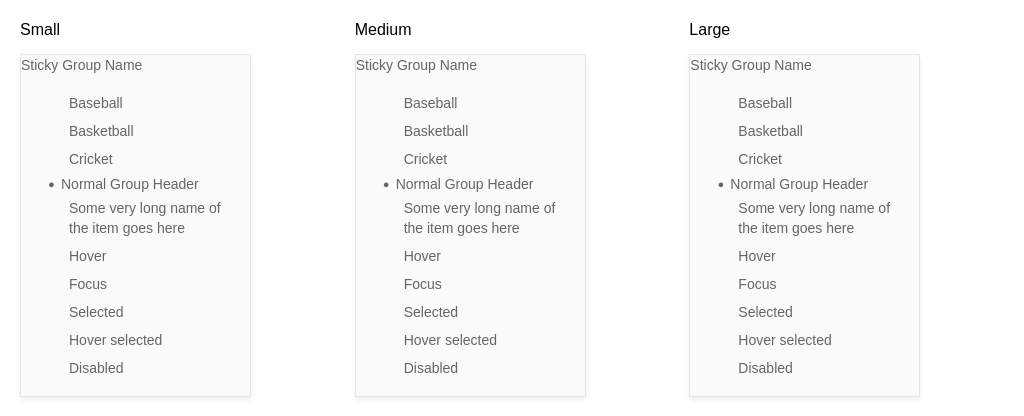 Small
Sticky Group Name
Baseball
Basketball
Cricket
Normal Group Header
Some very long name of
the item goes here
Hover
Focus
Selected
Hover selected
Disabled
Medium
Sticky Group Name
Baseball
Basketball
Cricket
Normal Group Header
Some very long name of
the item goes here
Hover
Focus
Selected
Hover selected
Disabled
Large
Sticky Group Name
Baseball
Basketball
Cricket
Normal Group Header
Some very long name of
the item goes here
Hover
Focus
Selected
Hover selected
Disabled